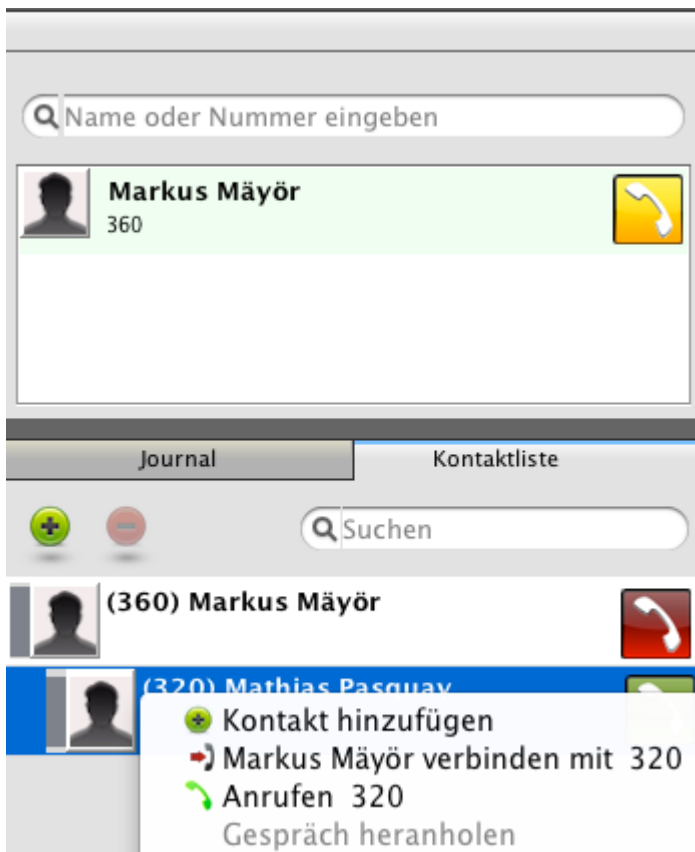 Name oder Nummer eingeben
Markus Mäyör
360
Journal
Kontaktliste
Suchen
(360) Markus Mäyör
(320) Mathias Pasquay
Kontakt hinzufügen
Markus Mäyör verbinden mit 320
Anrufen 320
Gespräch heranholen